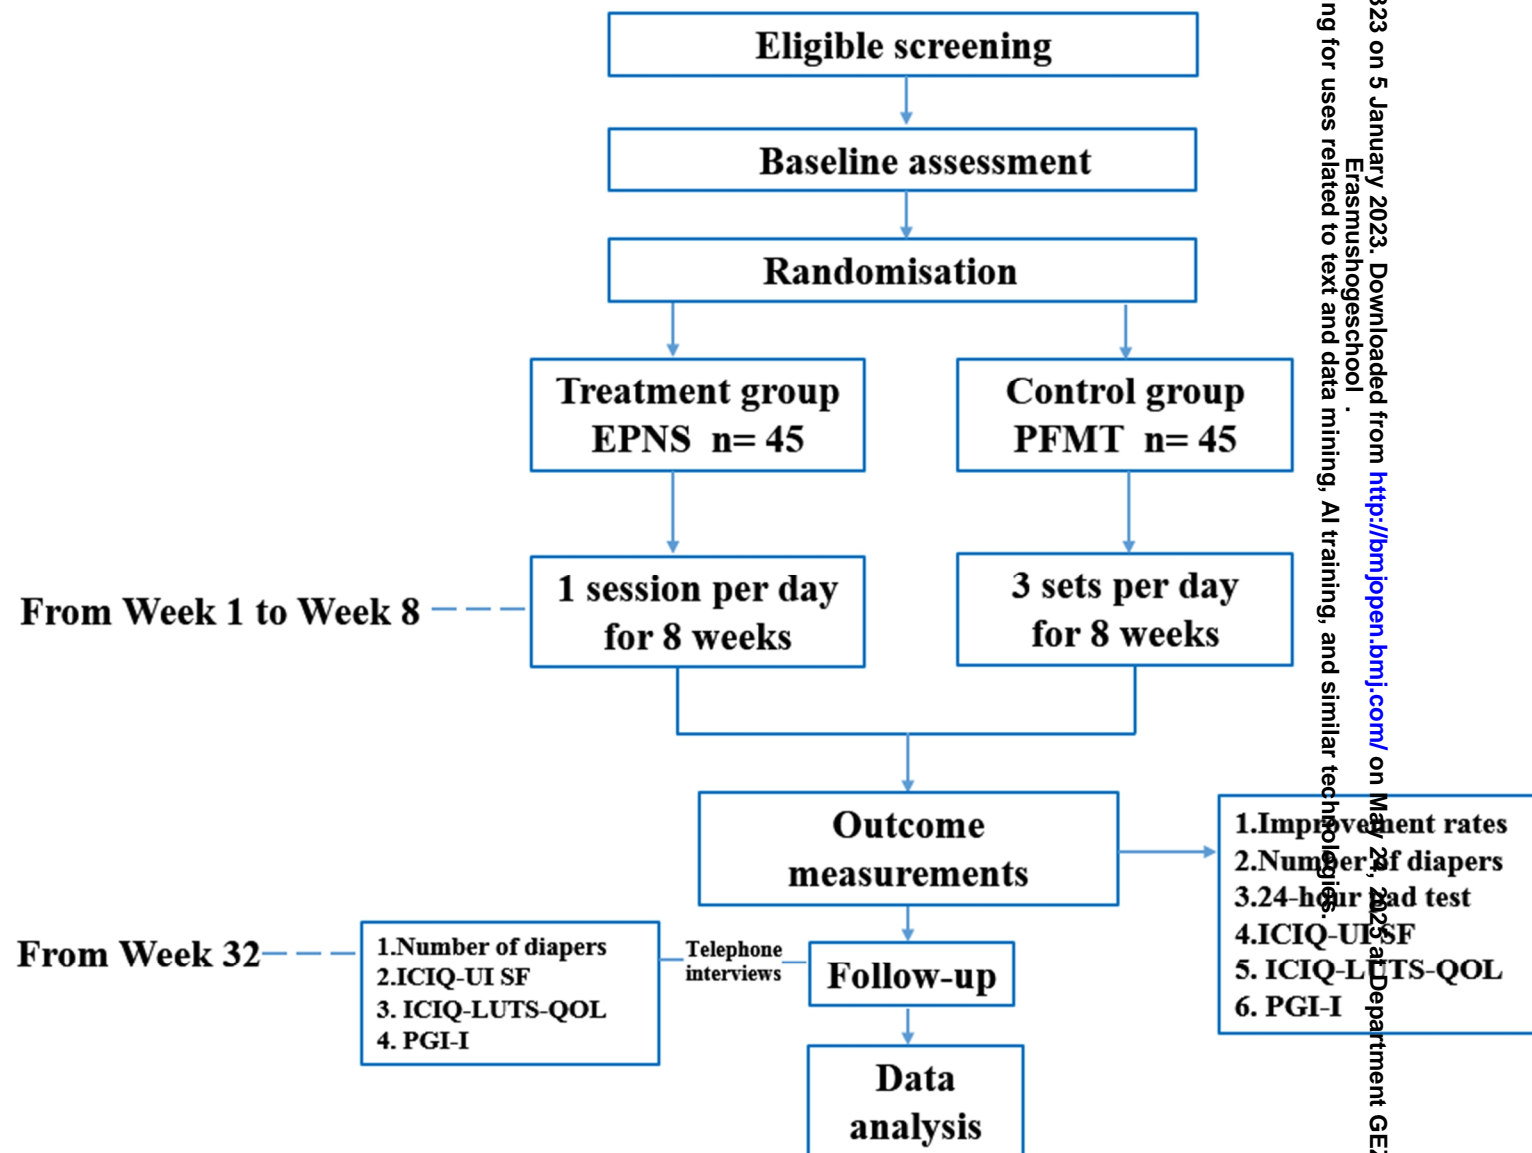 Eligible screening
Baseline assessment
Randomisation
Treatment group
EPNS n= 45
Control group
PFMT n= 45
From Week 1 to Week 8
1 session per day
for 8 weeks
3 sets per day
for 8 weeks
Outcome
measurements
1.Improvement rates
2.Number of diapers
3.24-hour pad test
4.ICIQ-UI SF
5. ICIQ-LUTS-QOL
6. PGI-I
From Week 32
1.Number of diapers
2.ICIQ-UI SF
3. ICIQ-LUTS-QOL
4. PGI-I
Telephone
interviews
Follow-up
Data
analysis
323 on 5 January 2023. Downloaded from http://bmjopen.bmj.com/ on May 24, 2025 at Department GEZ
Erasmushogeschool .
ng for uses related to text and data mining, AI training, and similar technologies.